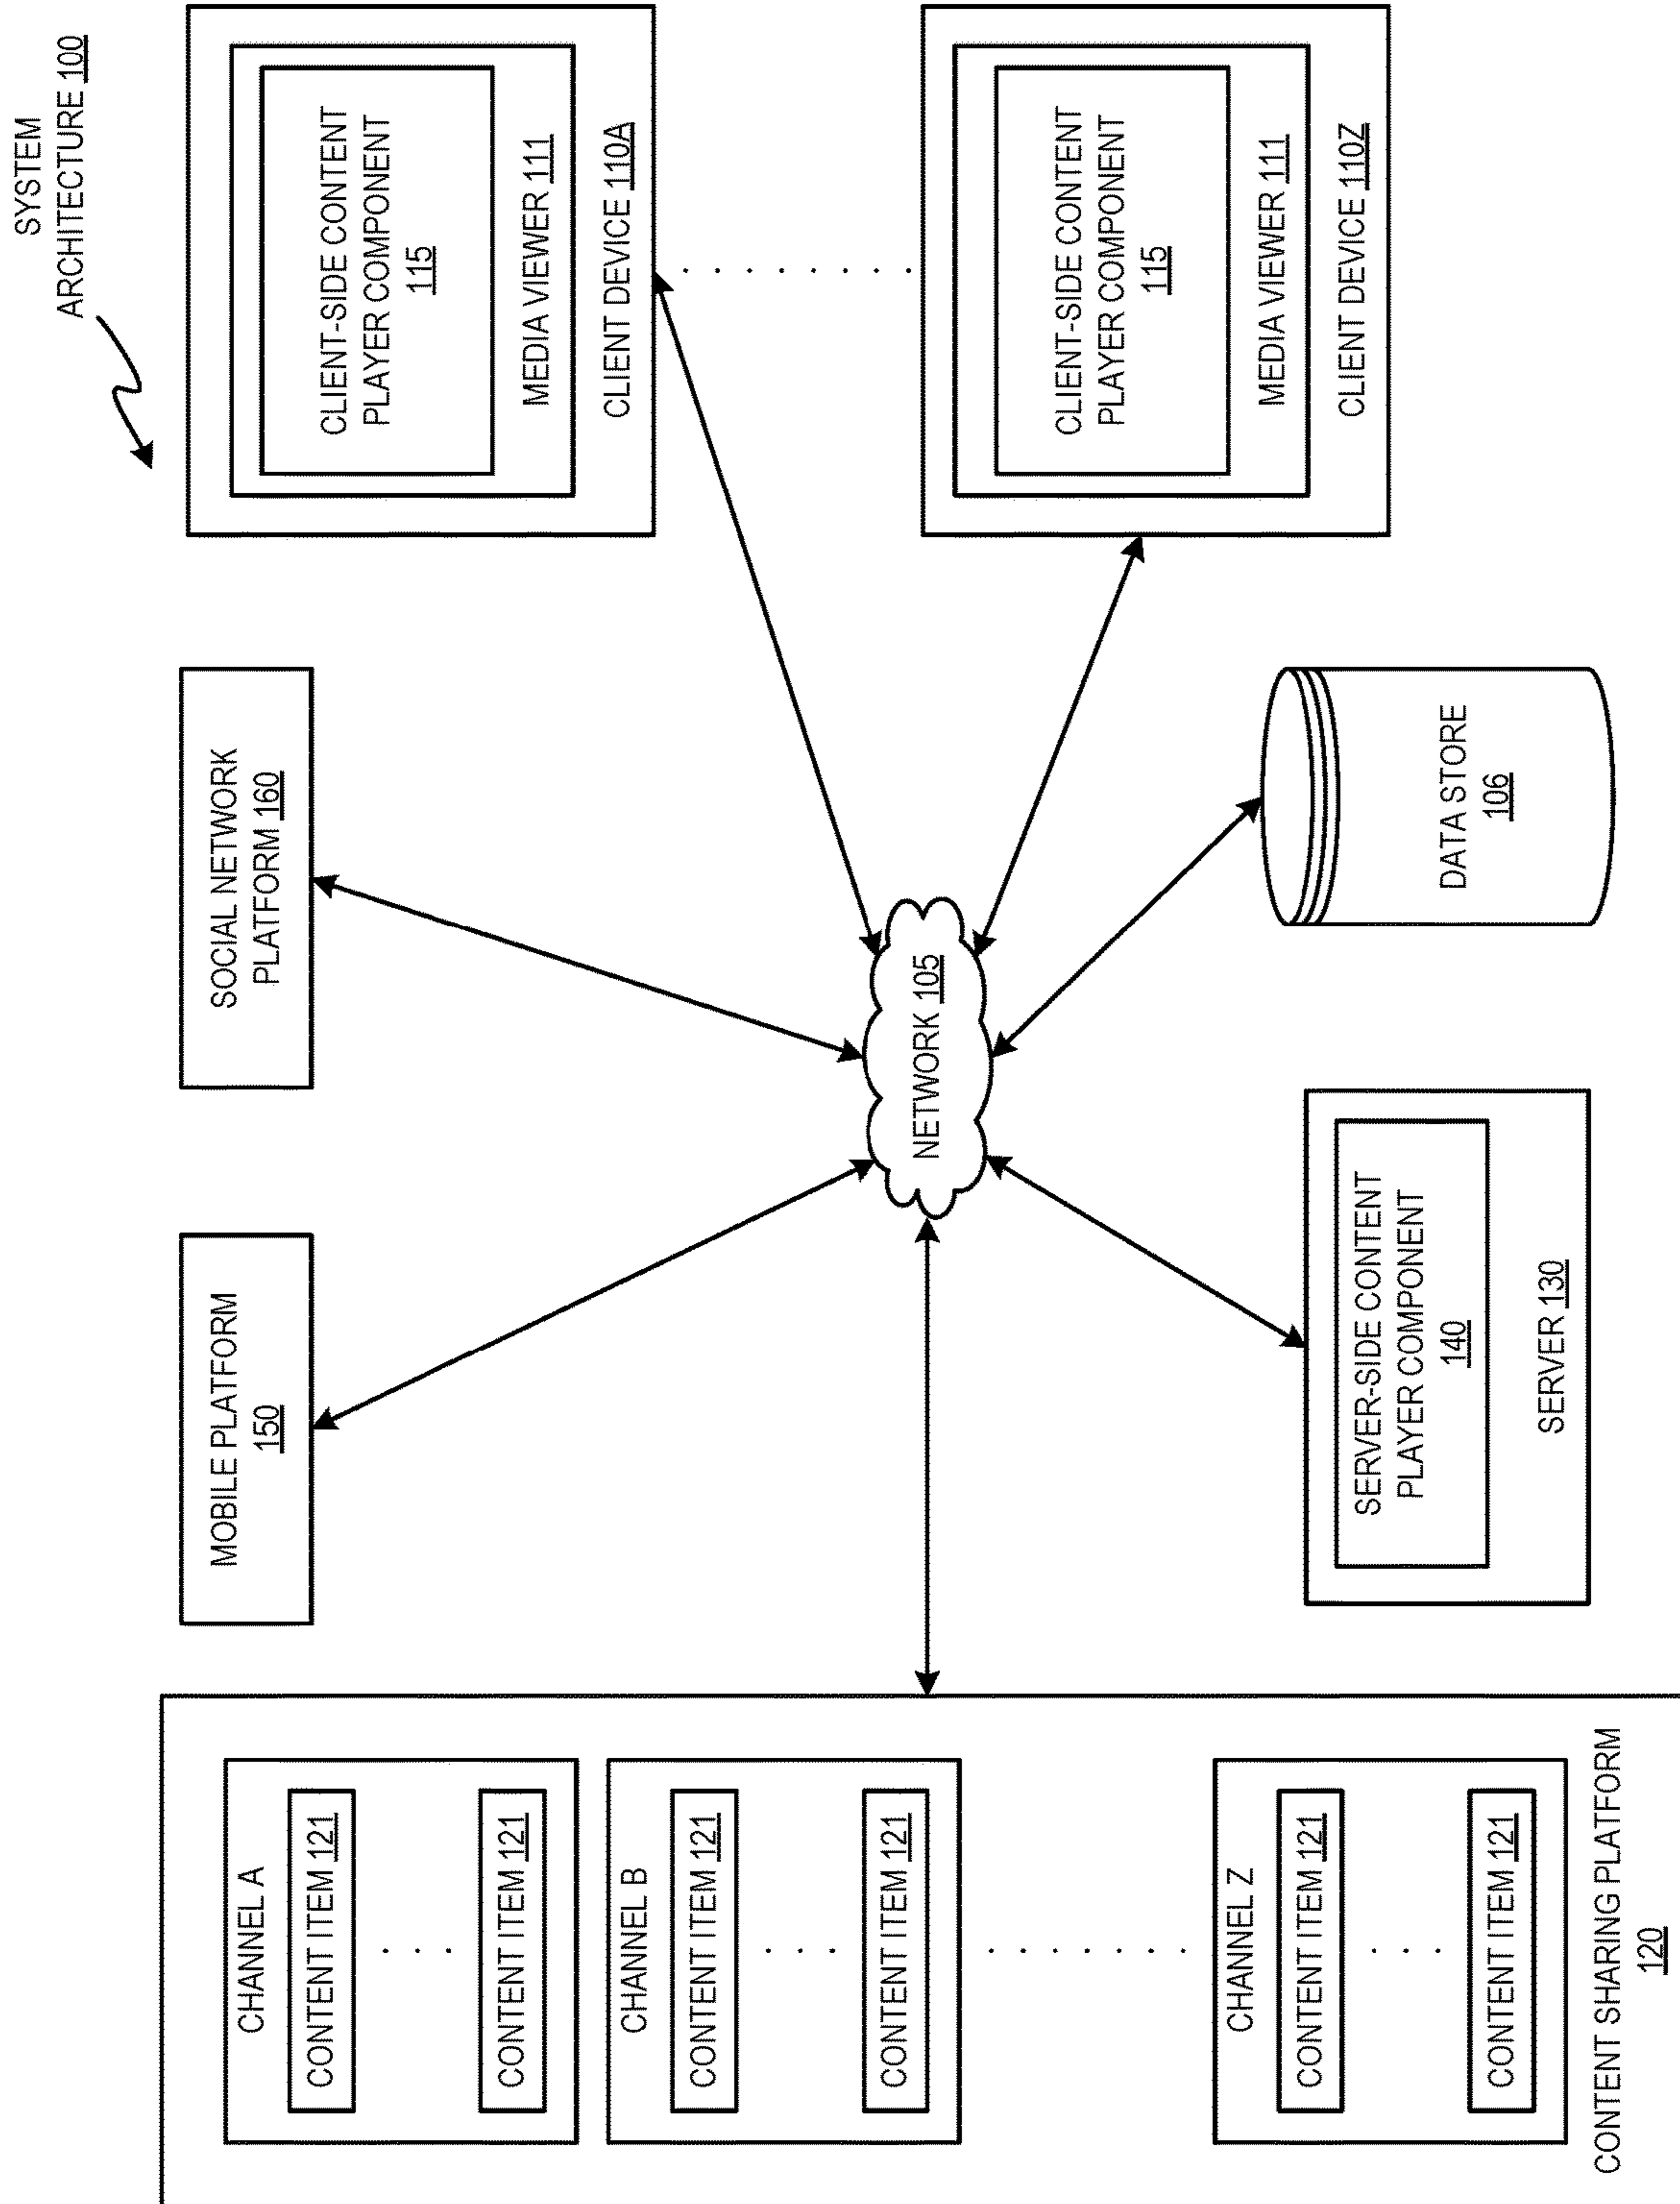 SYSTEM
ARCHITECTURE 100
CHANNEL A
CONTENT ITEM 121
CONTENT ITEM 121
CHANNEL B
CONTENT ITEM 121
CONTENT ITEM 121
CHANNEL Z
CONTENT ITEM 121
CONTENT ITEM 121
CONTENT SHARING PLATFORM
120
MOBILE PLATFORM
150
SOCIAL NETWORK
PLATFORM 160
CLIENT-SIDE CONTENT
PLAYER COMPONENT
115
MEDIA VIEWER 111
CLIENT DEVICE 110A
NETWORK 105
SERVER-SIDE CONTENT
PLAYER COMPONENT
140
SERVER 130
DATA STORE
106
CLIENT-SIDE CONTENT
PLAYER COMPONENT
115
MEDIA VIEWER 111
CLIENT DEVICE 110Z